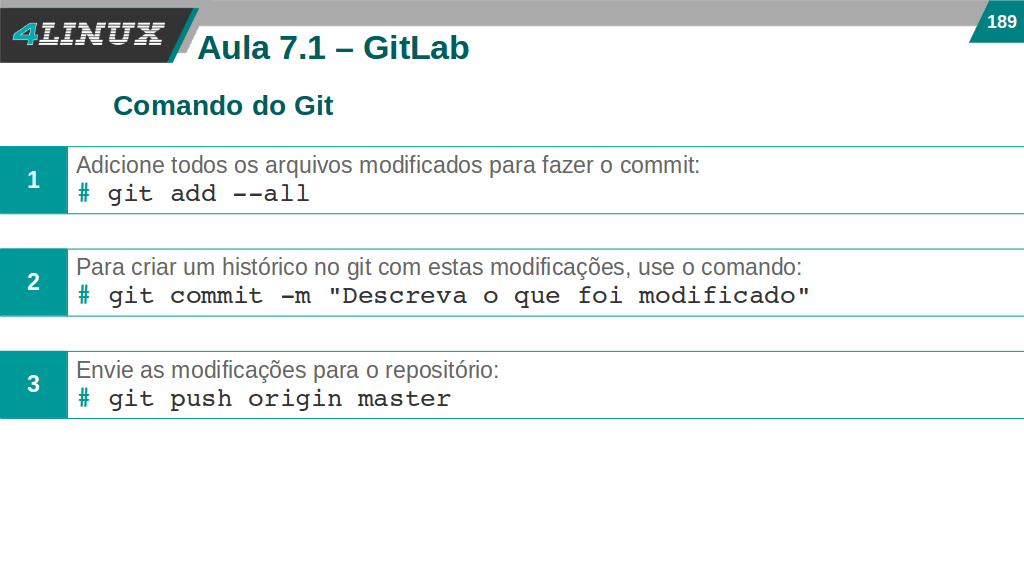 4LINUX
189
Aula 7.1 – GitLab
Comando do Git
1
Adicione todos os arquivos modificados para fazer o commit:
# git add --all
2
Para criar um histórico no git com estas modificações, use o comando:
# git commit -m "Descreva o que foi modificado"
3
Envie as modificações para o repositório:
# git push origin master